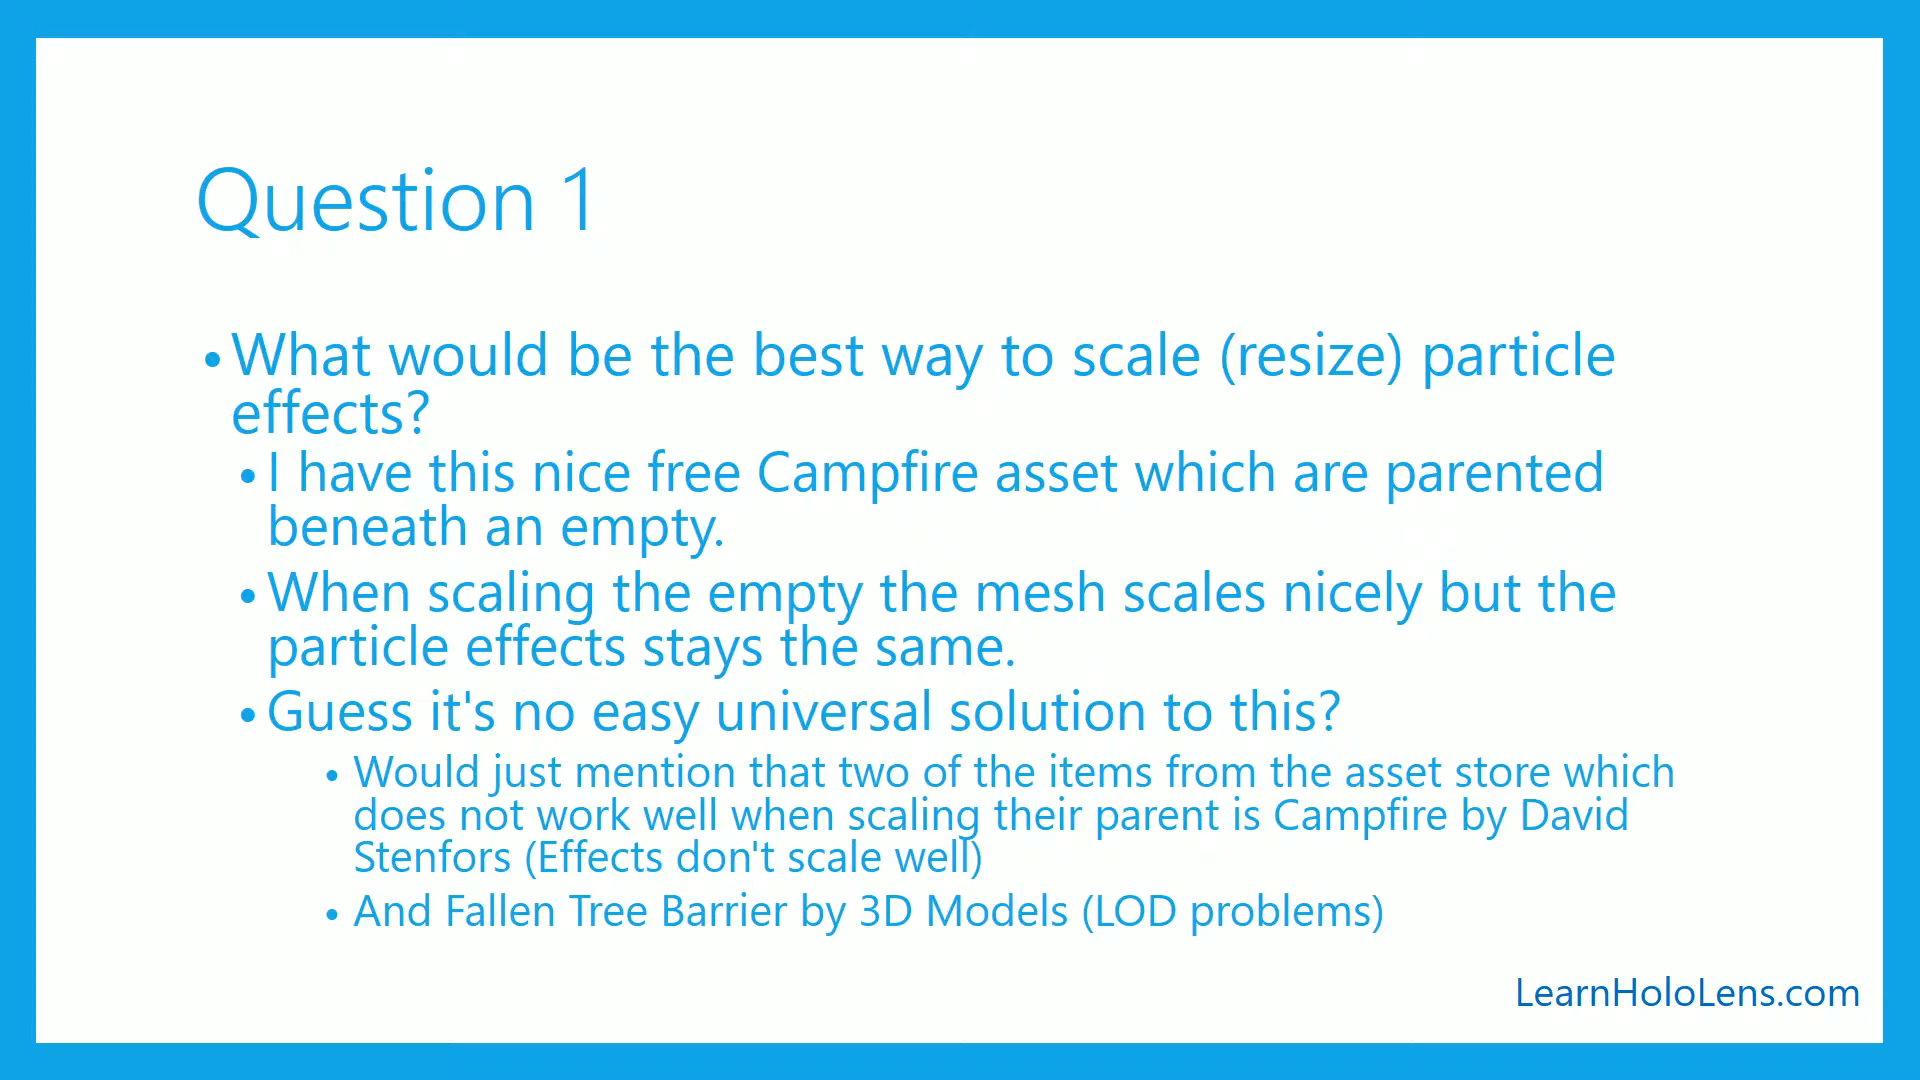 Question 1
• What would be the best way to scale (resize) particle
effects?
• I have this nice free Campfire asset which are parented
beneath an empty.
• When scaling the empty the mesh scales nicely but the
particle effects stays the same.
• Guess it's no easy universal solution to this?
• Would just mention that two of the items from the asset store which
does not work well when scaling their parent is Campfire by David
Stenfors (Effects don't scale well)
• And Fallen Tree Barrier by 3D Models (LOD problems)
LearnHoloLens.com